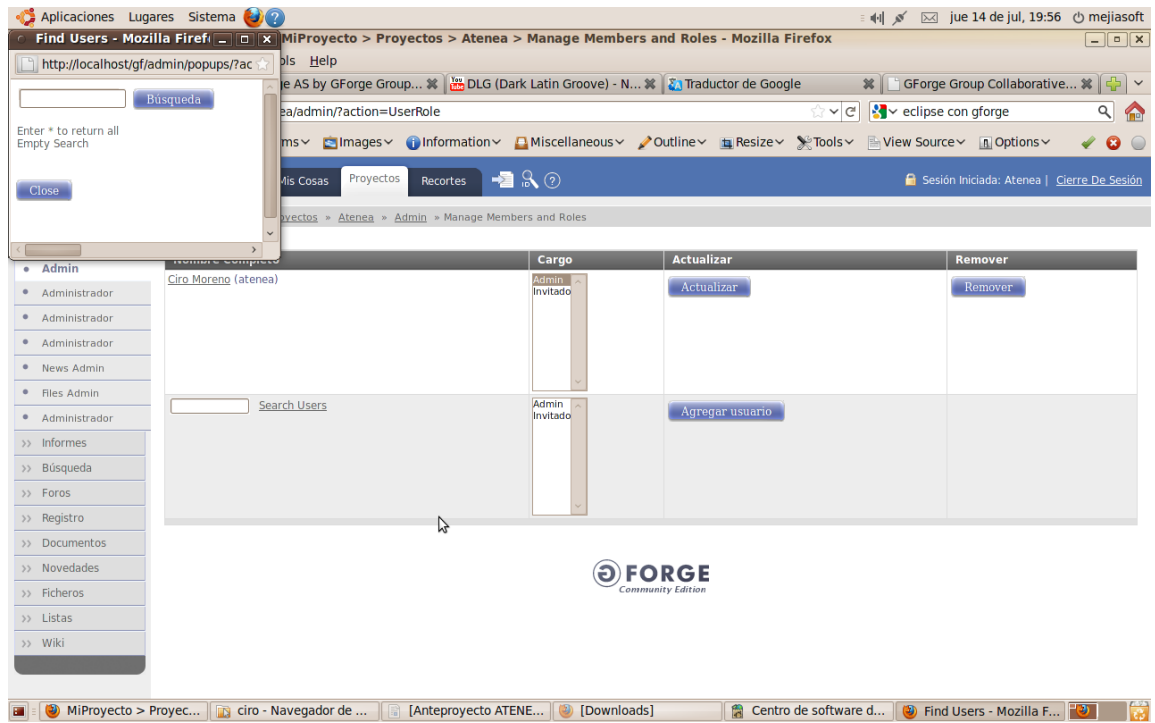 Aplicaciones Lugares Sistema
jue 14 de jul, 19:56 mejiasoft
Find Users - Mozilla Firef
MiProyecto > Proyectos > Atenea > Manage Members and Roles - Mozilla Firefox
http://localhost/gf/admin/popups/?ac
ols Help
ge AS by GForge Group...
You Tube DLG (Dark Latin Groove) - N...
Traductor de Google
GForge Group Collaborative...
Búsqueda
ea/admin/?action=UserRole
eclipse con gforge
Enter * to return all
Empty Search
ms Images Information Miscellaneous Outline Resize Tools View Source Options
Close
Mis Cosas Proyectos Recortes ID
Sesión Iniciada: Atenea | Cierre De Sesión
oyectos » Atenea » Admin » Manage Members and Roles
Nombre Completo Cargo Actualizar Remover
Admin
Administrador
Administrador
Administrador
News Admin
Files Admin
Administrador
Informes
Búsqueda
Foros
Registro
Documentos
Novedades
Ficheros
Listas
Wiki
Ciro Moreno (atenea)
Admin
Invitado
Actualizar
Remover
Search Users
Admin
Invitado
Agregar usuario
G FORGE
Community Edition
MiProyecto > Proyec...
ciro - Navegador de ...
[Anteproyecto ATENE...
[Downloads]
Centro de software d...
Find Users - Mozilla F...